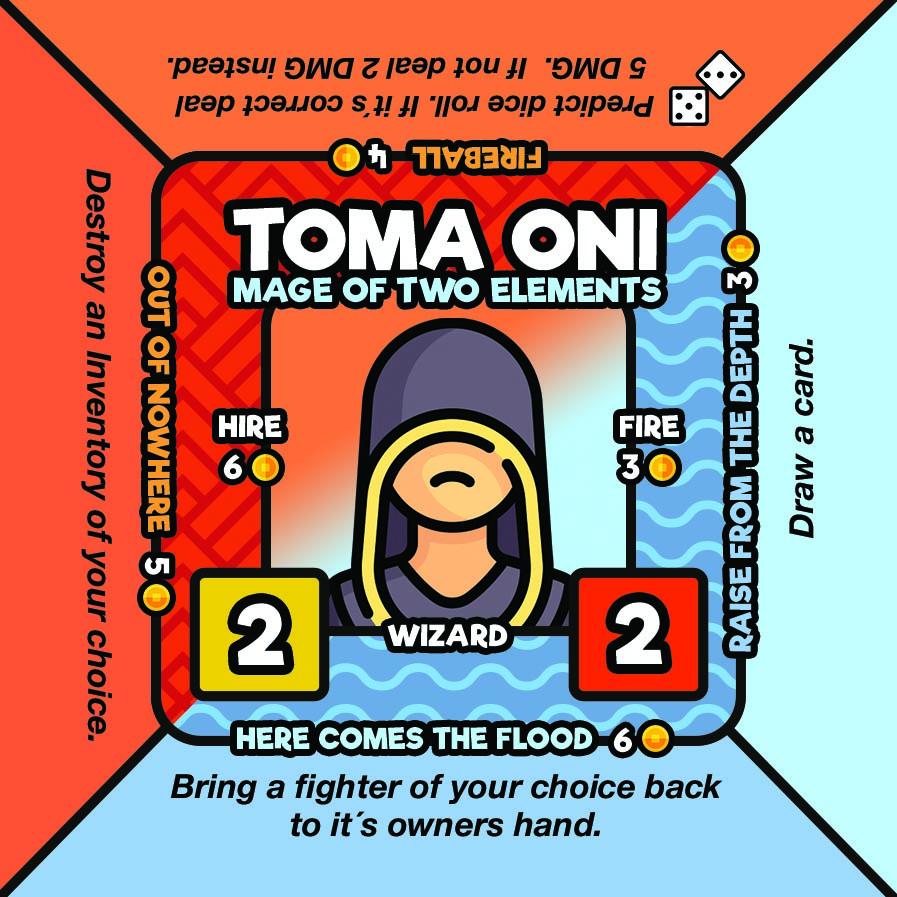 Predict dice roll. If it´s correct deal
5 DMG.  If not deal 2 DMG instead.
FIREBALL 4
TOMA ONI
MAGE OF TWO ELEMENTS
Destroy an Inventory of your choice.
OUT OF NOWHERE 5
HIRE
6
FIRE
3
RAISE FROM THE DEPTH 3
Draw a card.
2
WIZARD
2
HERE COMES THE FLOOD 6
Bring a fighter of your choice back
to it´s owners hand.